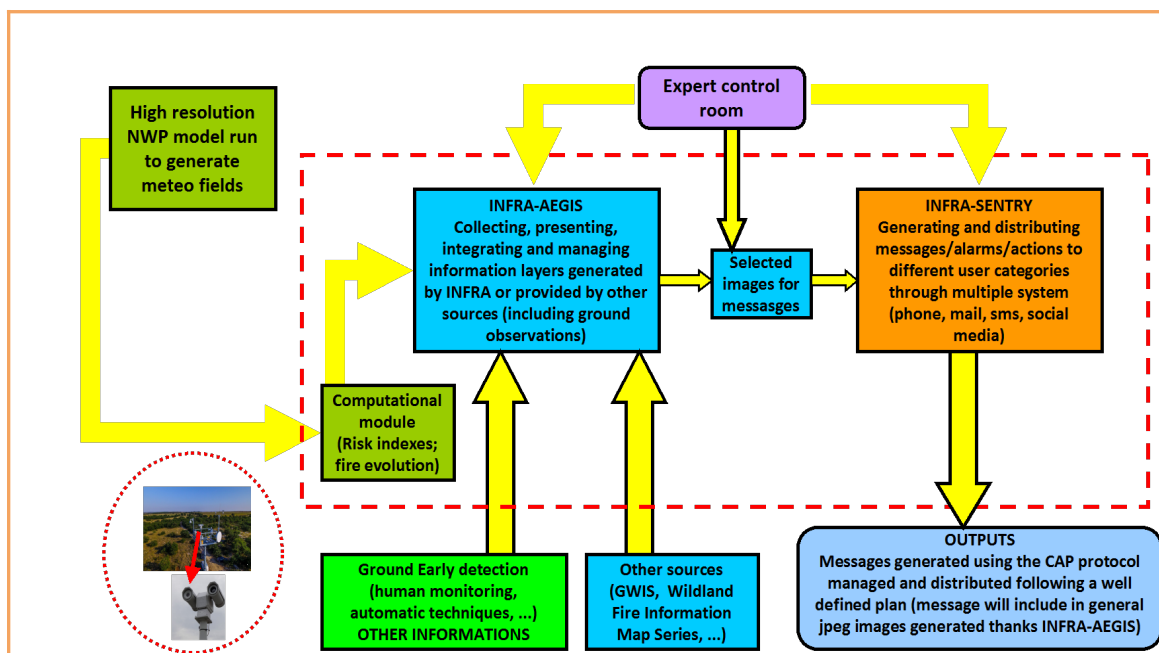 Expert control
room
High resolution
NWP model run
to generate
meteo fields
INFRA-AEGIS
Collecting, presenting,
integrating and managing
information layers generated
by INFRA or provided by other
sources (including ground
observations)
Selected
images for
messasges
INFRA-SENTRY
Generating and distributing
messages/alarms/actions to
different user categories
through multiple system
(phone, mail, sms, social
media)
Computational
module
(Risk indexes;
fire evolution)
Ground Early detection
(human monitoring,
automatic techniques, ...)
OTHER INFORMATIONS
Other sources
(GWIS, Wildland
Fire Information
Map Series, ...)
OUTPUTS
Messages generated using the CAP protocol
managed and distributed following a well
defined plan (message will include in general
jpeg images generated thanks INFRA-AEGIS)